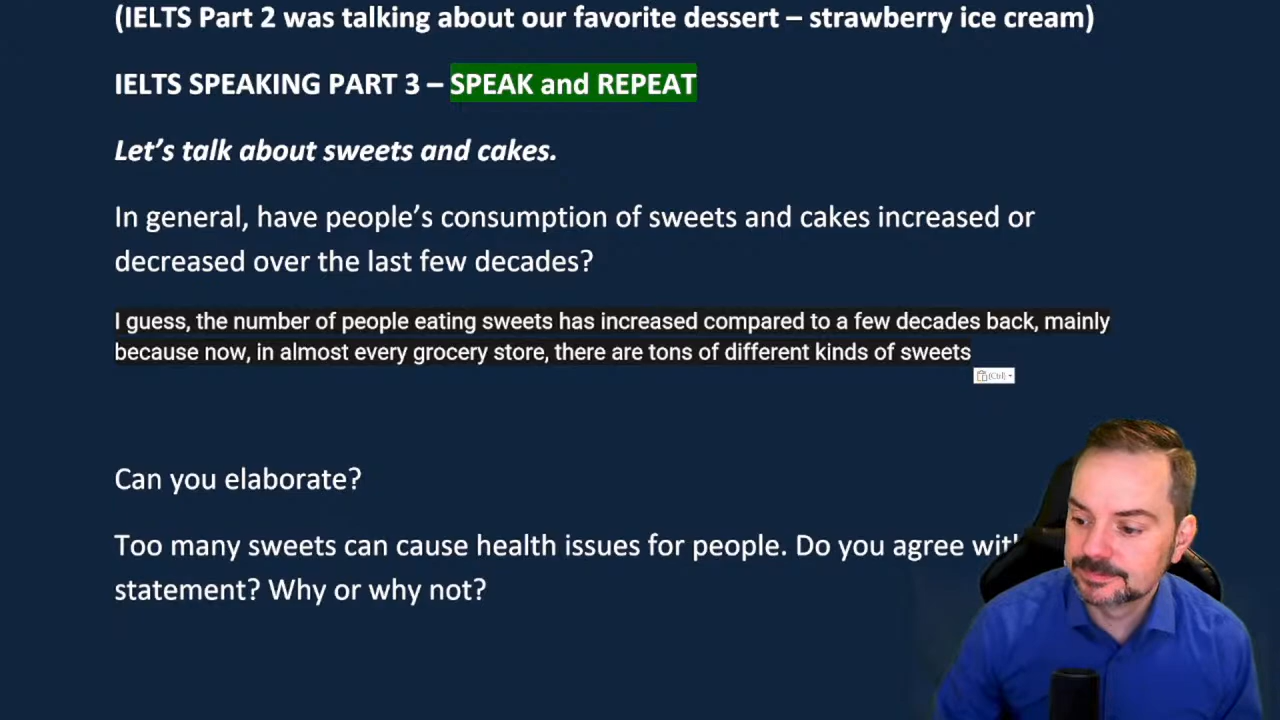 (IELTS Part 2 was talking about our favorite dessert – strawberry ice cream)
IELTS SPEAKING PART 3 – SPEAK and REPEAT
Let’s talk about sweets and cakes.
In general, have people’s consumption of sweets and cakes increased or
decreased over the last few decades?
I guess, the number of people eating sweets has increased compared to a few decades back, mainly
because now, in almost every grocery store, there are tons of different kinds of sweets
(Ctrl)
Can you elaborate?
Too many sweets can cause health issues for people. Do you agree
statement? Why or why not?